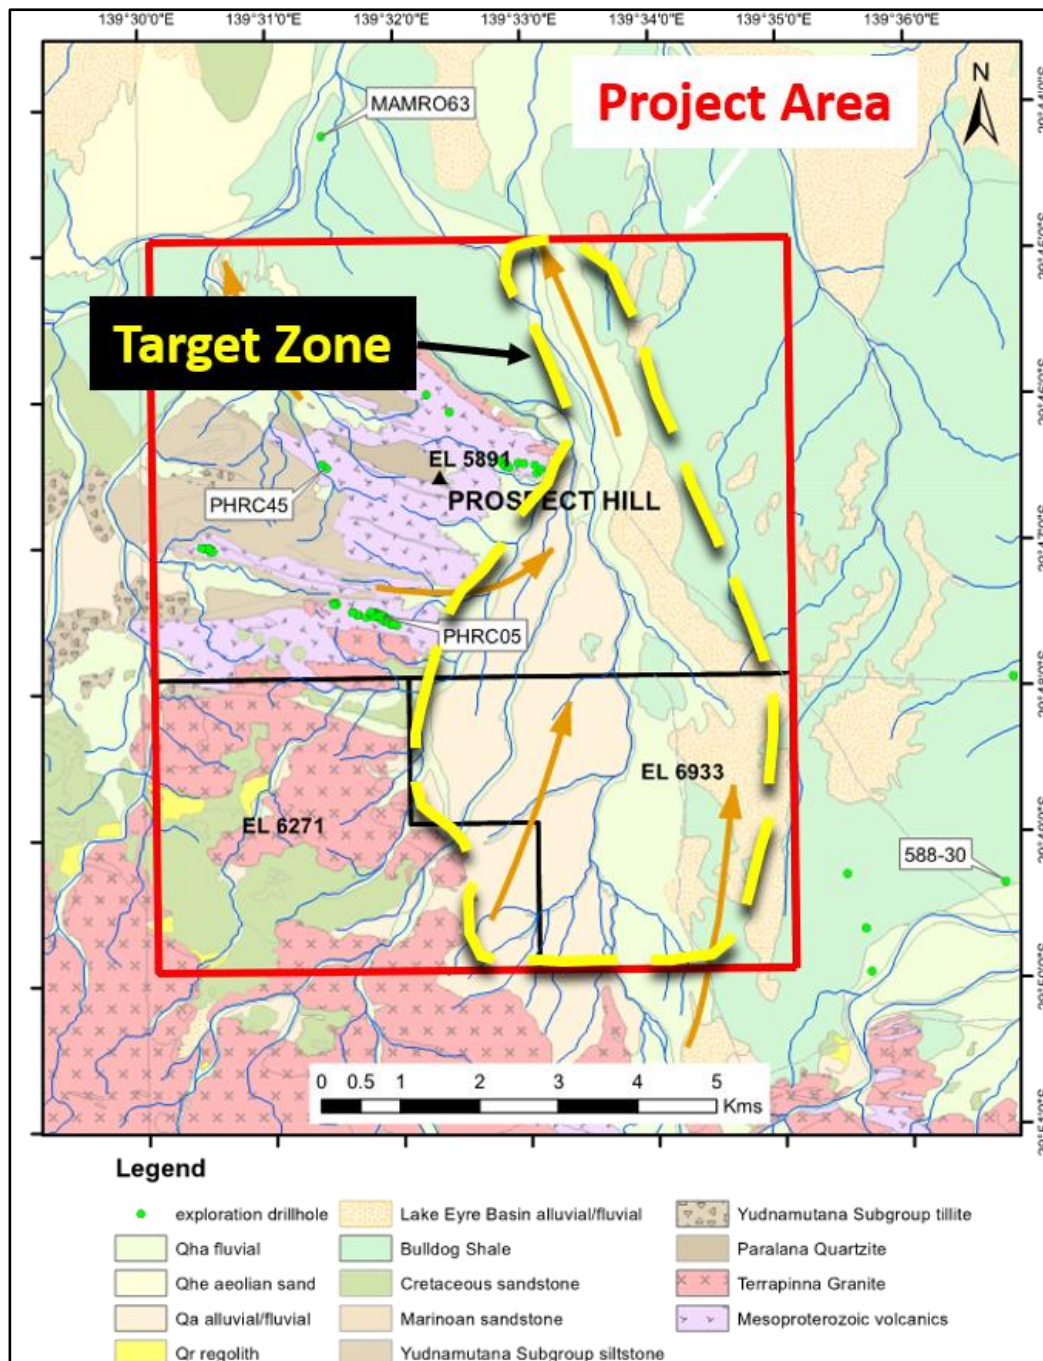 139°30'0"E 139°31'0"E 139°32'0"E 139°33'0"E 139°34'0"E 139°35'0"E 139°36'0"E
MAMRO63
Project Area
N
Target Zone
EL 5891
PROSPECT HILL
PHRC45
PHRC05
EL 6933
EL 6271
588-30
0 0.5 1 2 3 4 5
Kms
Legend
exploration drillhole
Qha fluvial
Qhe aeolian sand
Qa alluvial/fluvial
Qr regolith
Lake Eyre Basin alluvial/fluvial
Bulldog Shale
Cretaceous sandstone
Marinoan sandstone
Yudnamutana Subgroup siltstone
Yudnamutana Subgroup tillite
Paralana Quartzite
Terrapinna Granite
Mesoproterozoic volcanics